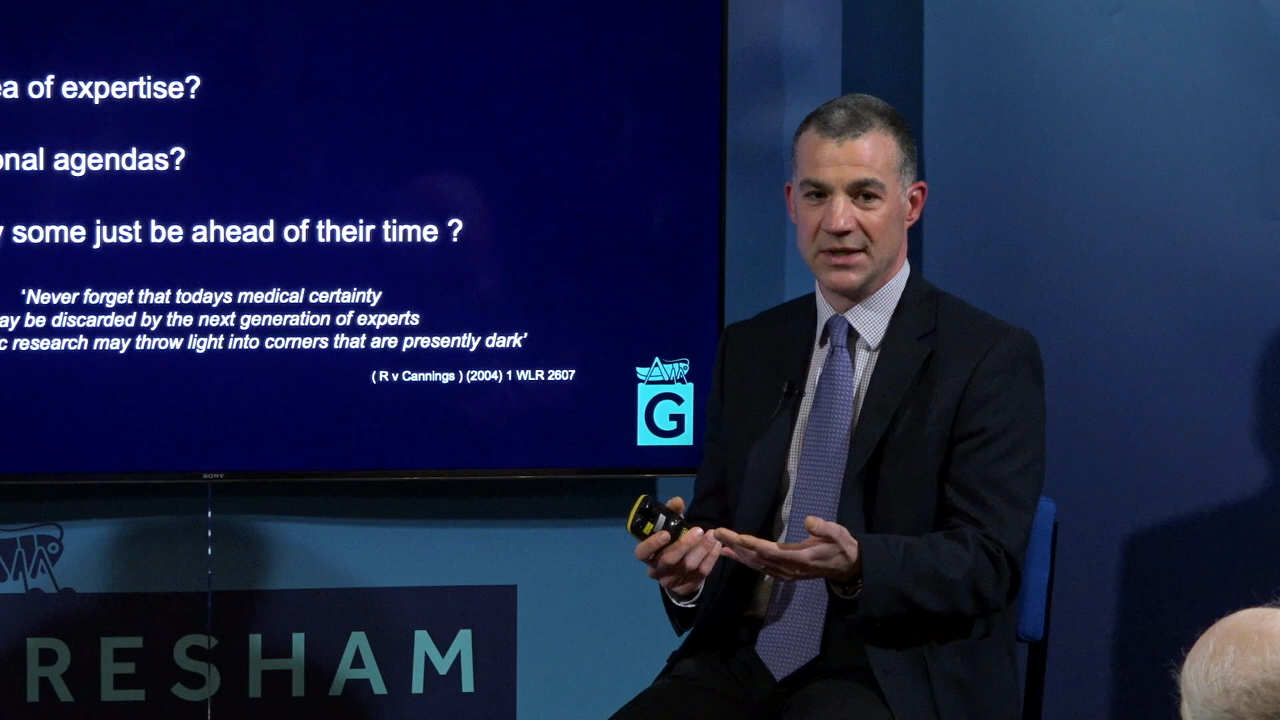 ea of expertise?
onal agendas?
y some just be ahead of their time ?
'Never forget that todays medical certainty
ay be discarded by the next generation of experts
c research may throw light into corners that are presently dark'
( R v Cannings ) (2004) 1 WLR 2607
G
SONY
RESHAM